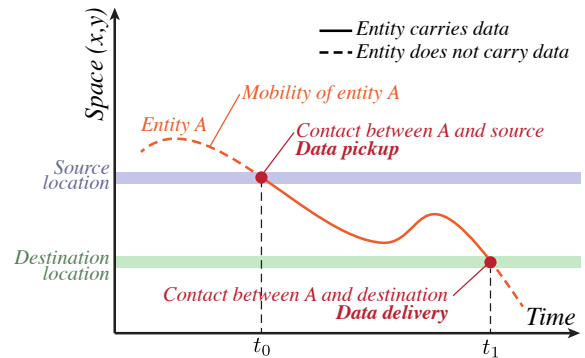 Entity carries data
Entity does not carry data
Space (x,y)
Mobility of entity A
Entity A
Contact between A and source
Data pickup
Source
location
Destination
location
Contact between A and destination
Data delivery
Time
t0
t1